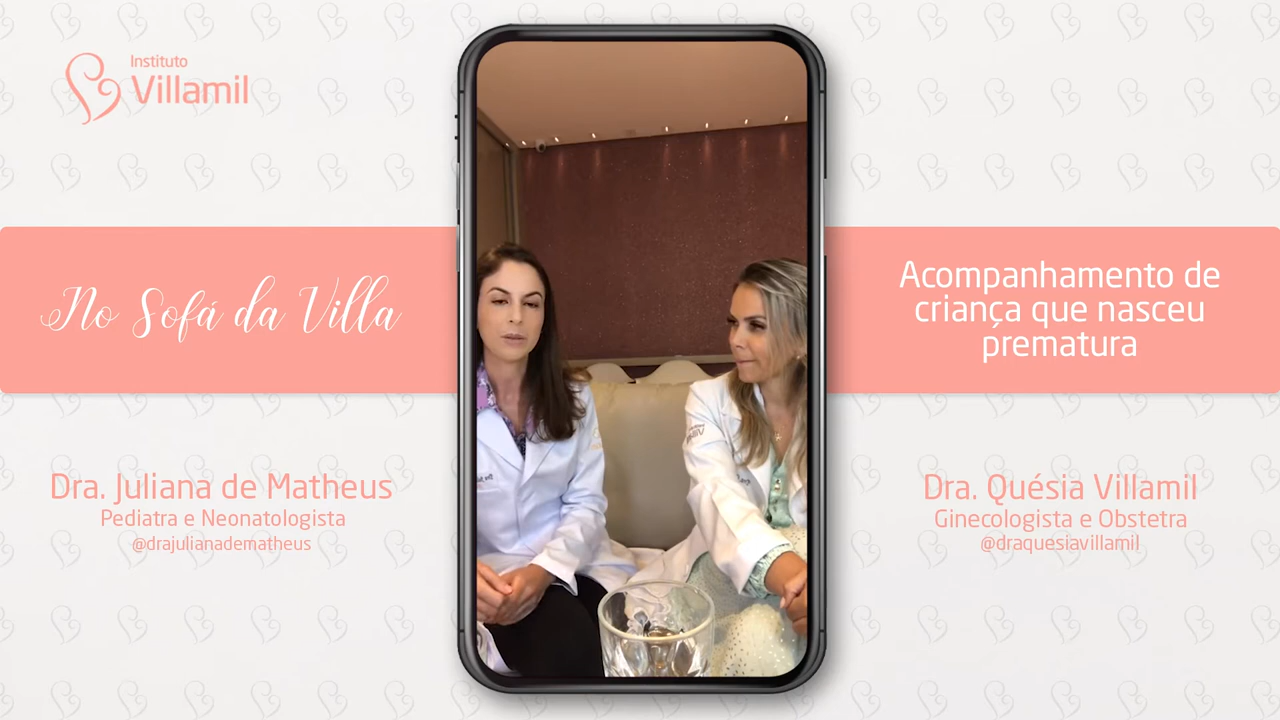 Instituto
Villamil
No Sofá da Villa
Acompanhamento de
criança que nasceu
prematura
Dra. Juliana de Matheus
Pediatra e Neonatologista
@drajulianadematheus
Dra. Quésia Villamil
Ginecologista e Obstetra
@draquesiavillamil